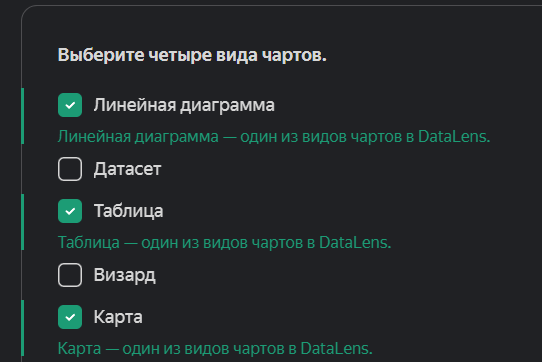 Выберите четыре вида чартов.
Линейная диаграмма
Линейная диаграмма — один из видов чартов в DataLens.
Датасет
Таблица
Таблица — один из видов чартов в DataLens.
Визард
Карта
Карта — один из видов чартов в DataLens.